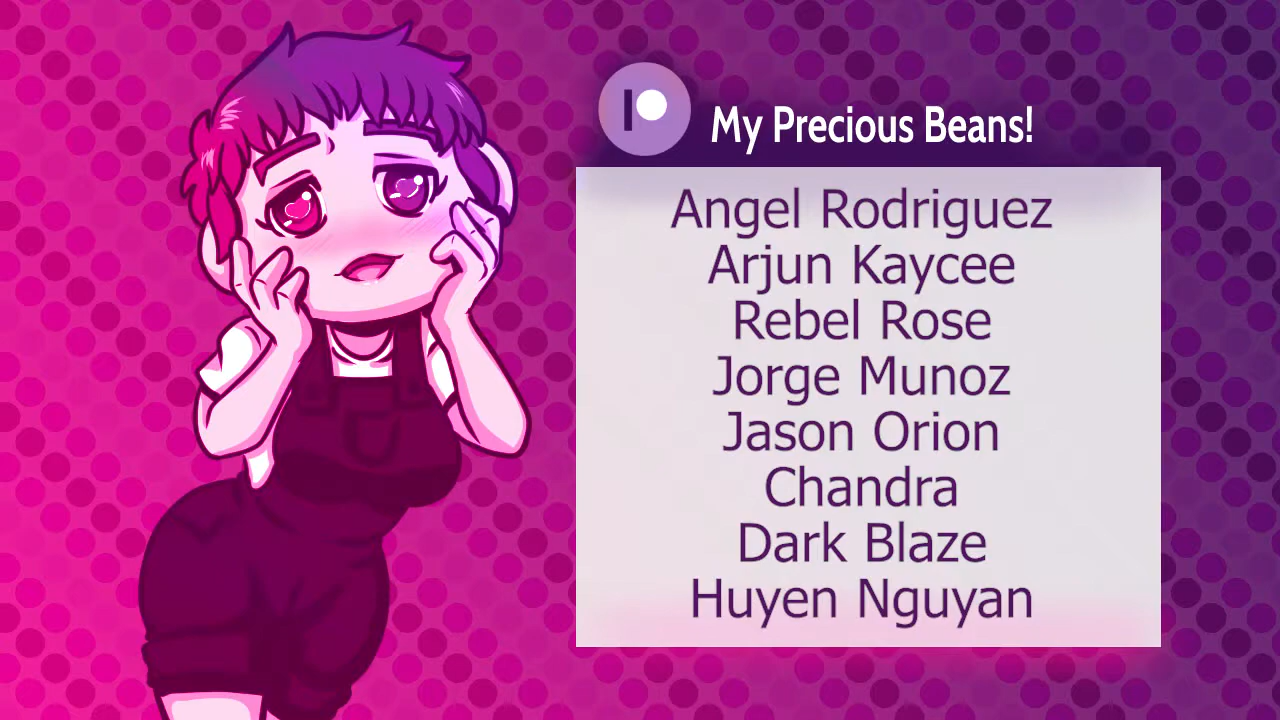 My Precious Beans!
Angel Rodriguez
Arjun Kaycee
Rebel Rose
Jorge Munoz
Jason Orion
Chandra
Dark Blaze
Huyen Nguyan